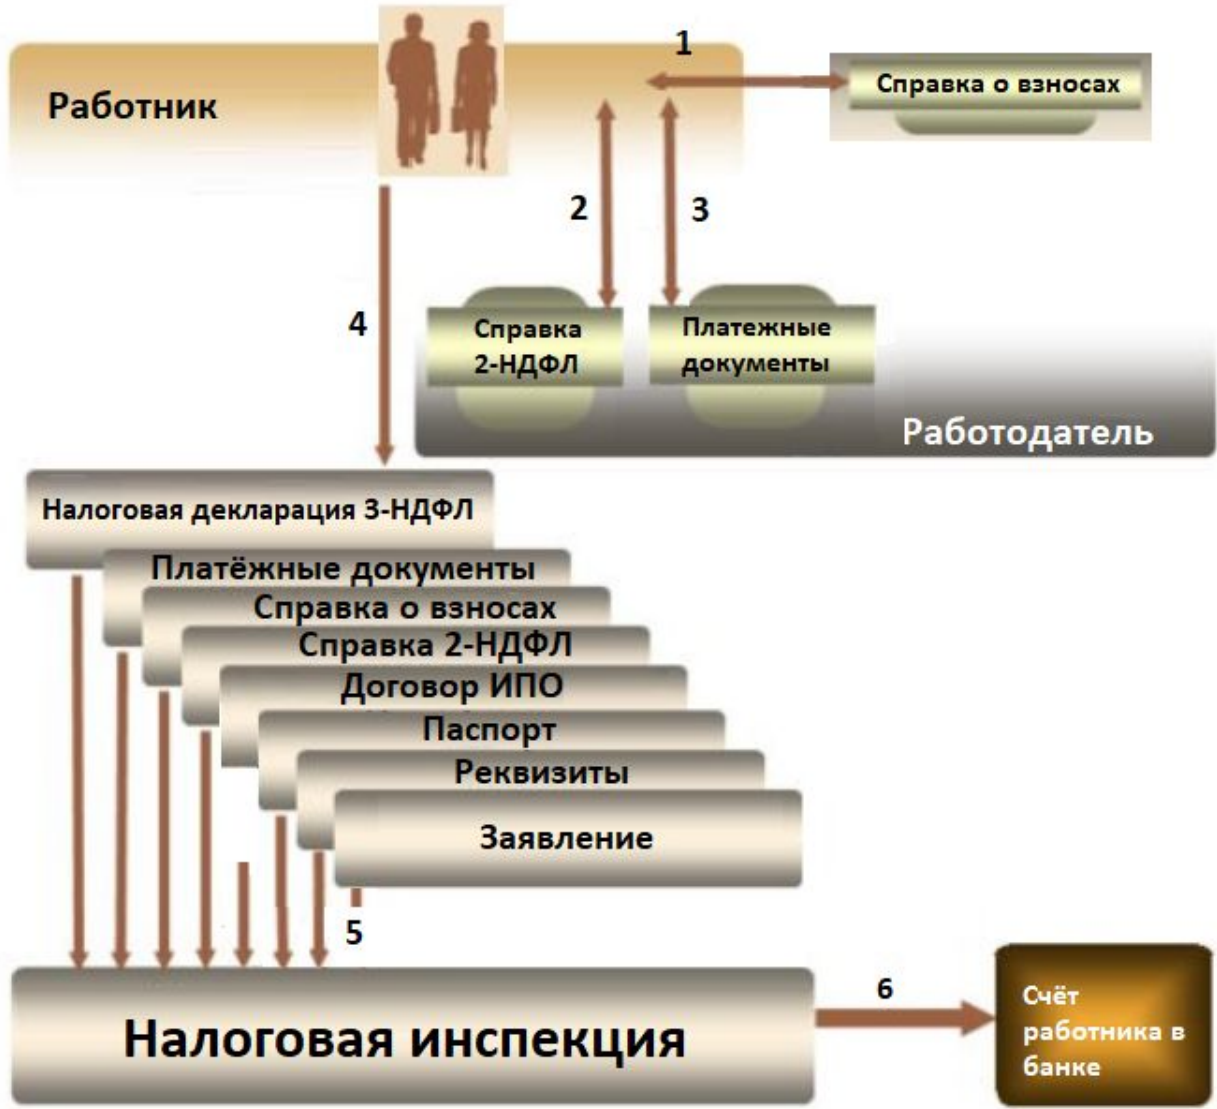 1
Работник
Справка о взносах
2
3
4
Справка
2-НДФЛ
Платежные
документы
Работодатель
Налоговая декларация 3-НДФЛ
Платёжные документы
Справка о взносах
Справка 2-НДФЛ
Договор ИПО
Паспорт
Реквизиты
Заявление
5
Налоговая инспекция
6
Счёт
работника в
банке